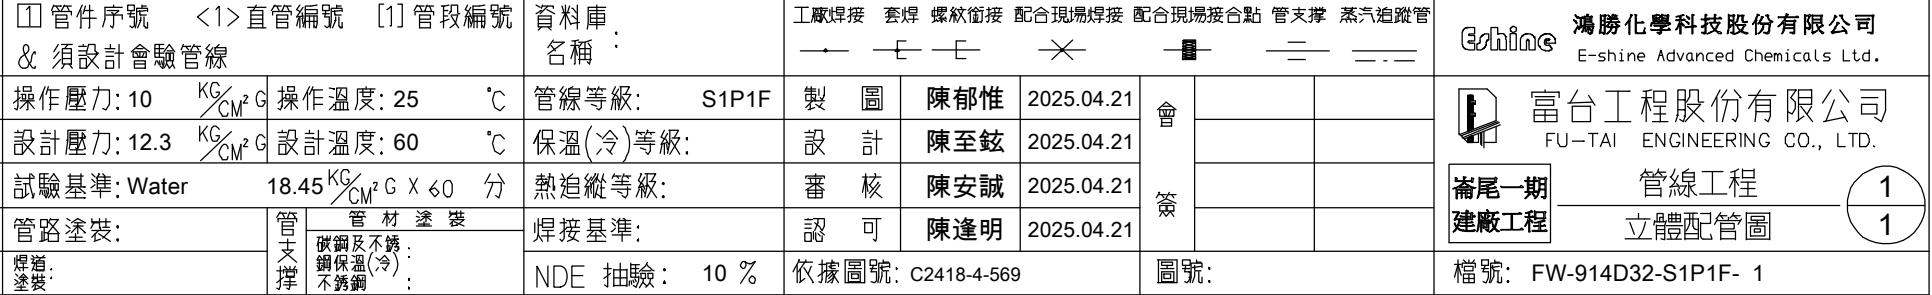 1 管件序號 <1>直管編號 [1]管段編號
& 須設計會驗管線
資料庫
名稱 :
工廠焊接 套焊 螺紋銜接 配合現場焊接 配合現場接合點 管支撐 蒸汽追蹤管
Eshine 鴻勝化學科技股份有限公司
E-shine Advanced Chemicals Ltd.
操作壓力: 10 KG/CM² G 操作溫度: 25 °C 管線等級: S1P1F 製 圖 陳郁惟 2025.04.21
設計壓力: 12.3 KG/CM² G 設計溫度: 60 °C 保溫(冷)等級: 設 計 陳至鉉 2025.04.21
試驗基準: Water 18.45 KG/CM² G X 60 分 熱追縱等級: 審 核 陳安誠 2025.04.21
管路塗裝: 管支撐 管 材 塗 裝 焊接基準: 認 可 陳逢明 2025.04.21
會
簽
富台工程股份有限公司
FU-TAI ENGINEERING CO., LTD.
崙尾一期
建廠工程
管線工程
立體配管圖
1
1
焊道:
塗裝:
碳鋼及不銹 :
鋼保溫(冷)
不銹鋼 :
NDE 抽驗: 10 % 依據圖號: C2418-4-569 圖號: 檔號: FW-914D32-S1P1F- 1